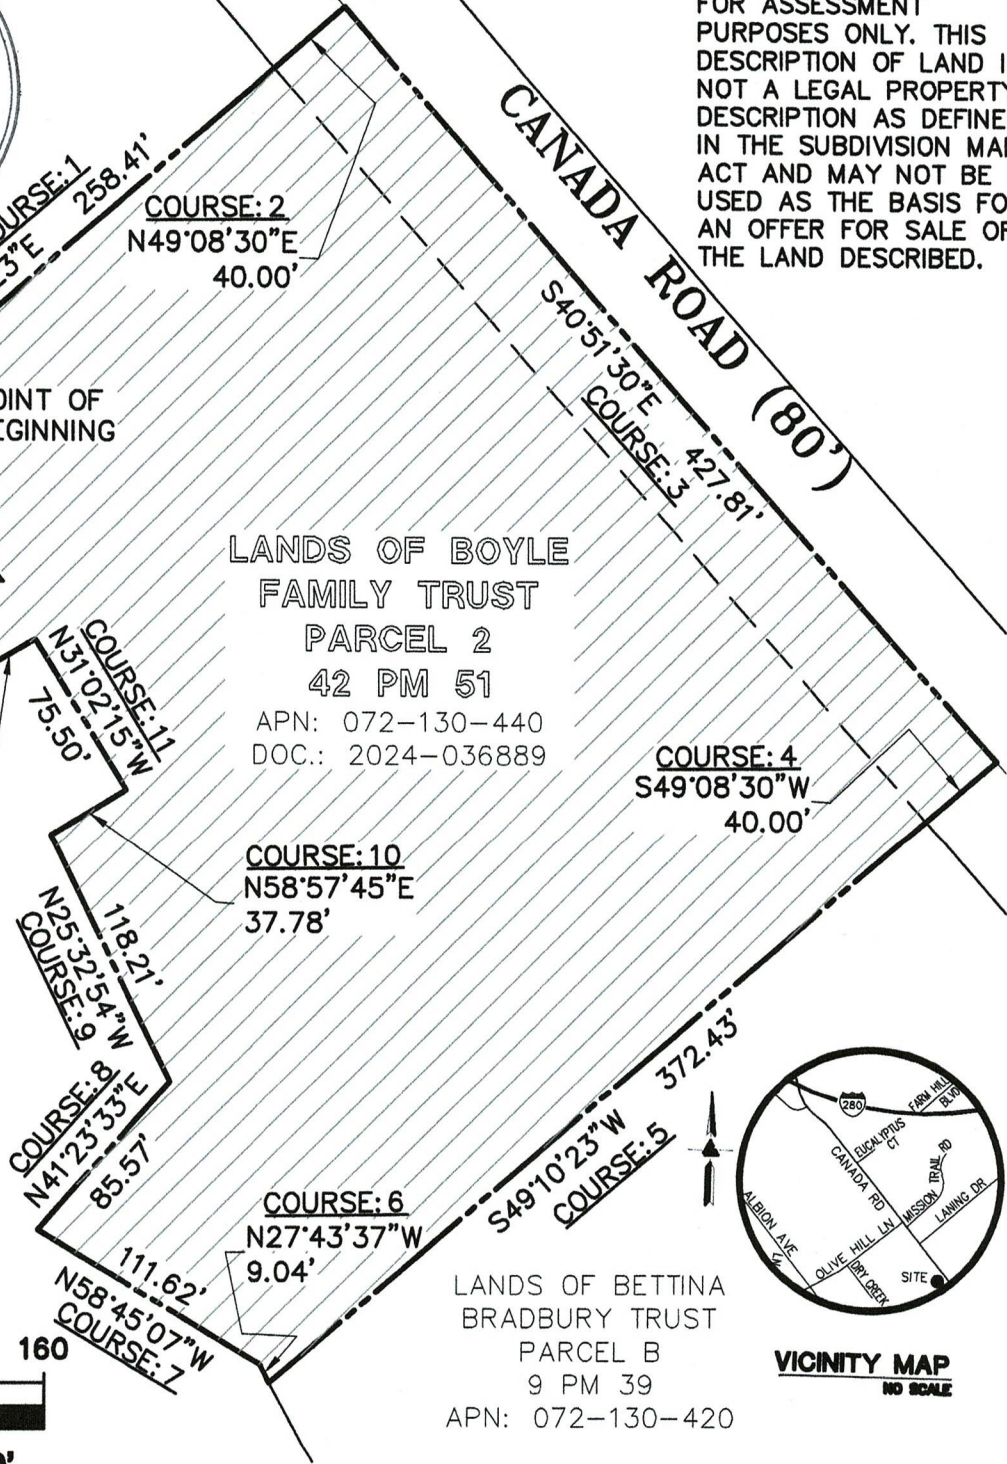 FOR ASSESSMENT
PURPOSES ONLY. THIS
DESCRIPTION OF LAND
NOT A LEGAL PROPERTY
DESCRIPTION AS DEFINE
IN THE SUBDIVISION MA
ACT AND MAY NOT BE
USED AS THE BASIS FO
AN OFFER FOR SALE O
THE LAND DESCRIBED.
CANADA ROAD (80')
OURSE: 1
3"E 258.41'
COURSE: 2
N49°08'30"E
40.00'
S40°51'30"E 427.81'
COURSE: 3
OINT OF
EGINNING
LANDS OF BOYLE
FAMILY TRUST
PARCEL 2
42 PM 51
APN: 072-130-440
DOC.: 2024-036889
COURSE: 11
N31°02'15"W
75.50'
COURSE: 4
S49°08'30"W
40.00'
COURSE: 10
N58°57'45"E
37.78'
118.21'
N25°32'54"W
COURSE: 9
COURSE: 8
N41°23'33"E
85.57'
372.43'
S49°10'23"W
COURSE: 5
COURSE: 6
N27°43'37"W
9.04'
111.62'
N58°45'07"W
COURSE: 7
160
0'
LANDS OF BETTINA
BRADBURY TRUST
PARCEL B
9 PM 39
APN: 072-130-420
280
FARM HILL
BLVD
EUCALYPTUS
CT
CANADA RD
MISSION TRAIL RD
LANING DR
ALBION AVE
OLIVE HILL LN
LN
DRY CREEK
SITE
VICINITY MAP
NO SCALE